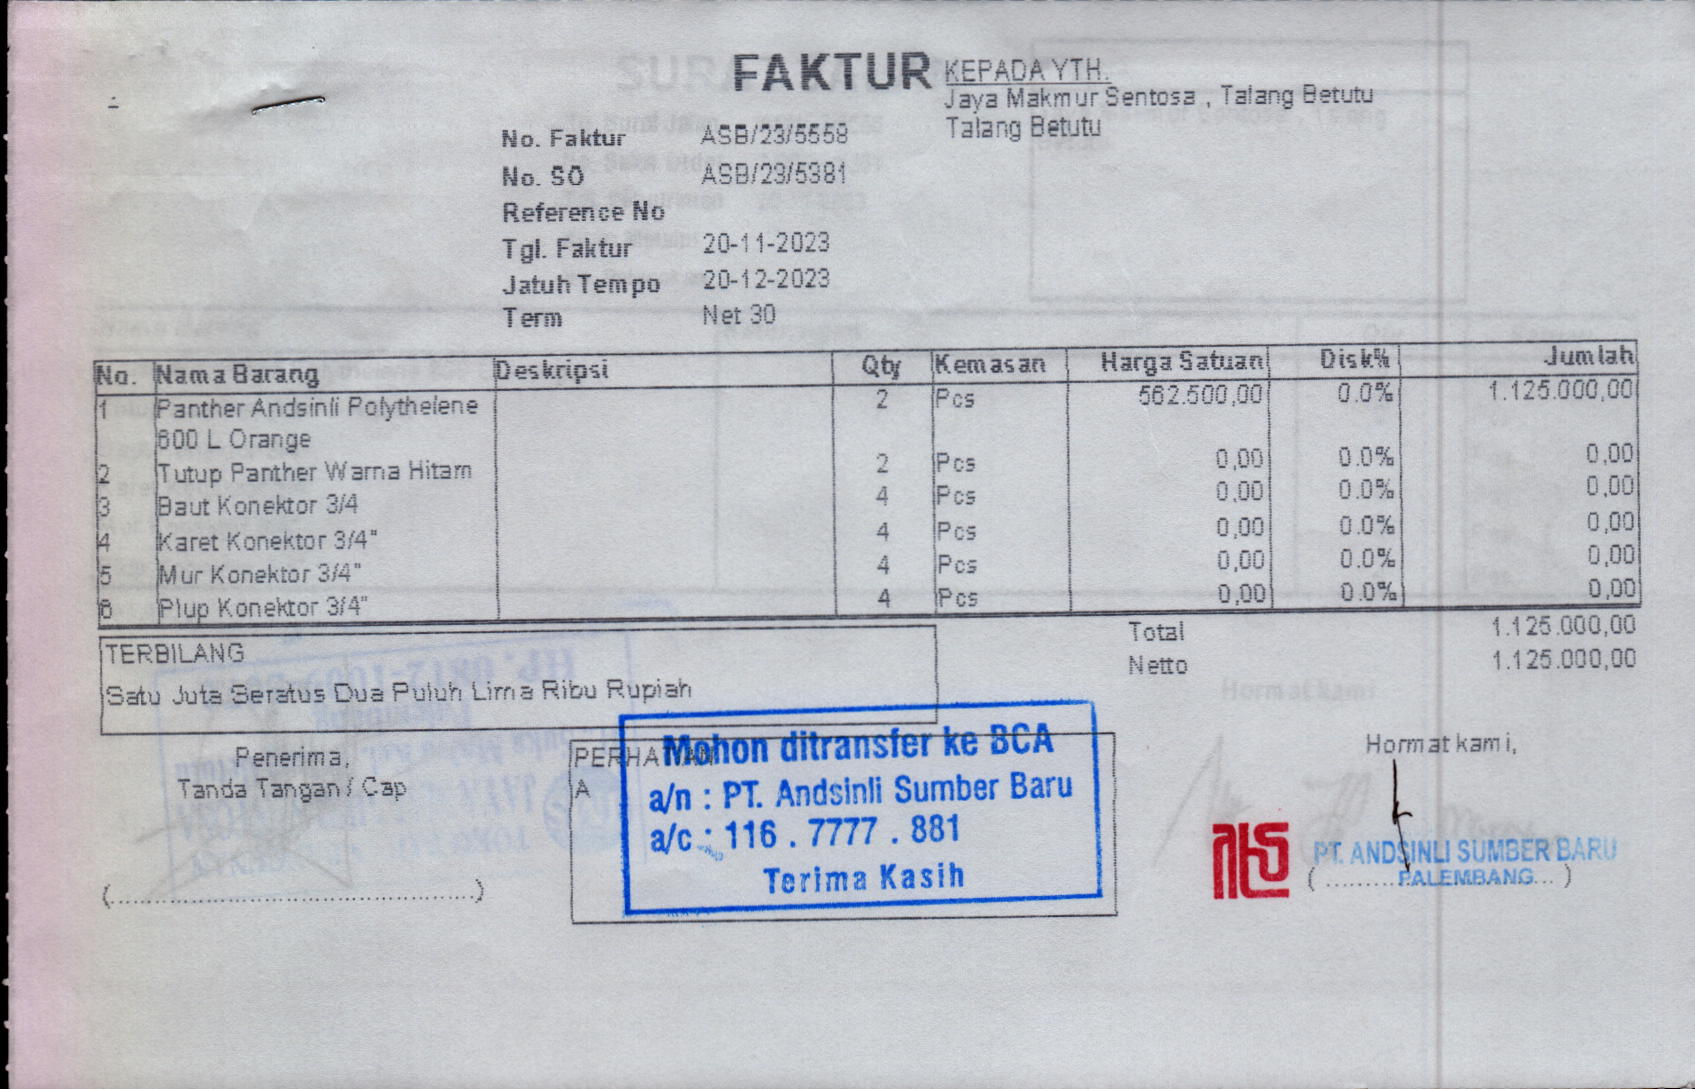 FAKTUR
KEPADA YTH.
Jaya Makmur Sentosa , Talang Betutu
Talang Betutu
No. Faktur ASB/23/5558
No. SO ASB/23/5381
Reference No
Tgl. Faktur 20-11-2023
Jatuh Tempo 20-12-2023
Term Net 30
No. Nama Barang Deskripsi Qty Kemasan Harga Satuan Disk% Jumlah
1 Panther Andsinli Polythelene 2 Pcs 562.500,00 0.0% 1.125.000,00
600 L Orange
2 Tutup Panther Warna Hitam 2 Pcs 0,00 0.0% 0,00
3 Baut Konektor 3/4 4 Pcs 0,00 0.0% 0,00
4 Karet Konektor 3/4" 4 Pcs 0,00 0.0% 0,00
5 Mur Konektor 3/4" 4 Pcs 0,00 0.0% 0,00
6 Plup Konektor 3/4" 4 Pcs 0,00 0.0% 0,00
Total 1.125.000,00
Netto 1.125.000,00
TERBILANG
Satu Juta Seratus Dua Puluh Lima Ribu Rupiah
Penerima,
Tanda Tangan / Cap
(....................................................)
PERHATIAN
A
Mohon ditransfer ke BCA
a/n : PT. Andsinli Sumber Baru
a/c : 116 . 7777 . 881
Terima Kasih
Hormat kami,
PT. ANDSINLI SUMBER BARU
PALEMBANG